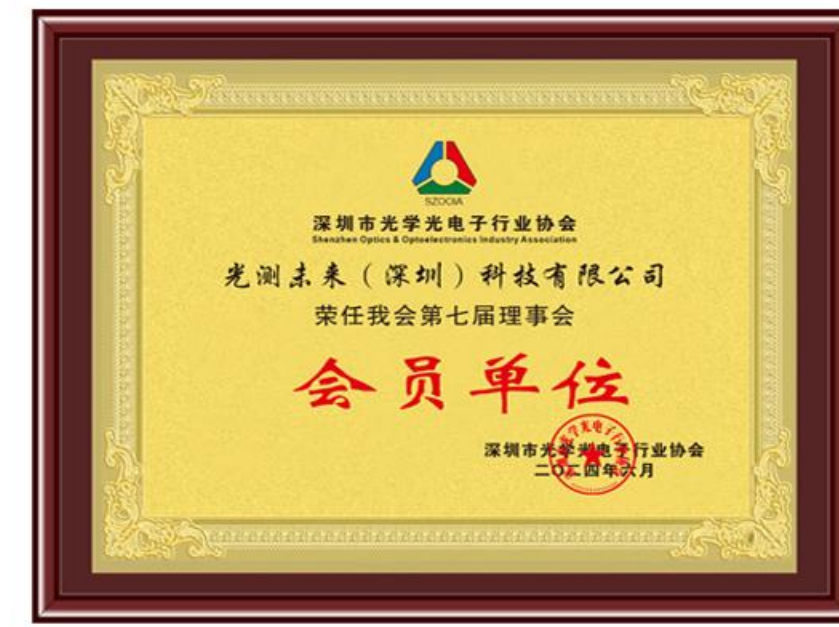 SZOOIA
深圳市光学光电子行业协会
Shenzhen Optics & Optoelectronics Industry Association
光测未来（深圳）科技有限公司
荣任我会第七届理事会
会员单位
深圳市光学光电子行业协会
二〇二四年六月